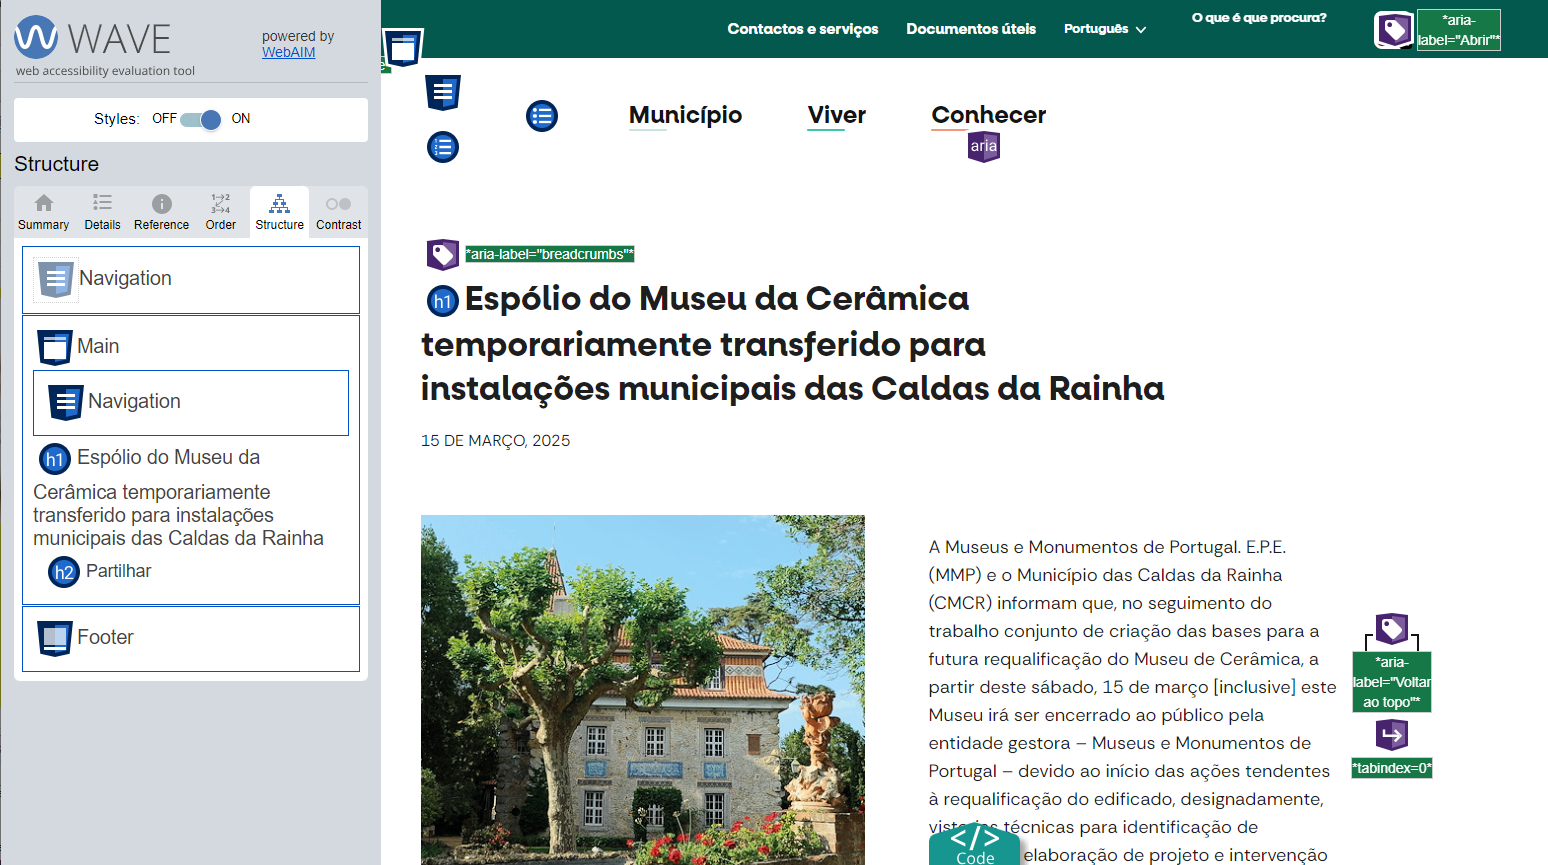 WAVE
powered by
WebAIM
web accessibility evaluation tool
Styles: OFF ON
Structure
Summary Details Reference Order Structure Contrast
Navigation
Main
Navigation
h1 Espólio do Museu da
Cerâmica temporariamente
transferido para instalações
municipais das Caldas da Rainha
h2 Partilhar
Footer
Contactos e serviços Documentos úteis Português O que é que procura?
*aria-
label="Abrir"*
Município Viver Conhecer
aria
*aria-label="breadcrumbs"*
h1 Espólio do Museu da Cerâmica
temporariamente transferido para
instalações municipais das Caldas da Rainha
15 DE MARÇO, 2025
A Museus e Monumentos de Portugal. E.P.E.
(MMP) e o Município das Caldas da Rainha
(CMCR) informam que, no seguimento do
trabalho conjunto de criação das bases para a
futura requalificação do Museu de Cerâmica, a
partir deste sábado, 15 de março [inclusive] este
Museu irá ser encerrado ao público pela
entidade gestora – Museus e Monumentos de
Portugal – devido ao início das ações tendentes
à requalificação do edificado, designadamente,
técnicas para identificação de
elaboração de projeto e intervenção
*aria-
label="Voltar
ao topo"*
*tabindex=0*
</> Code